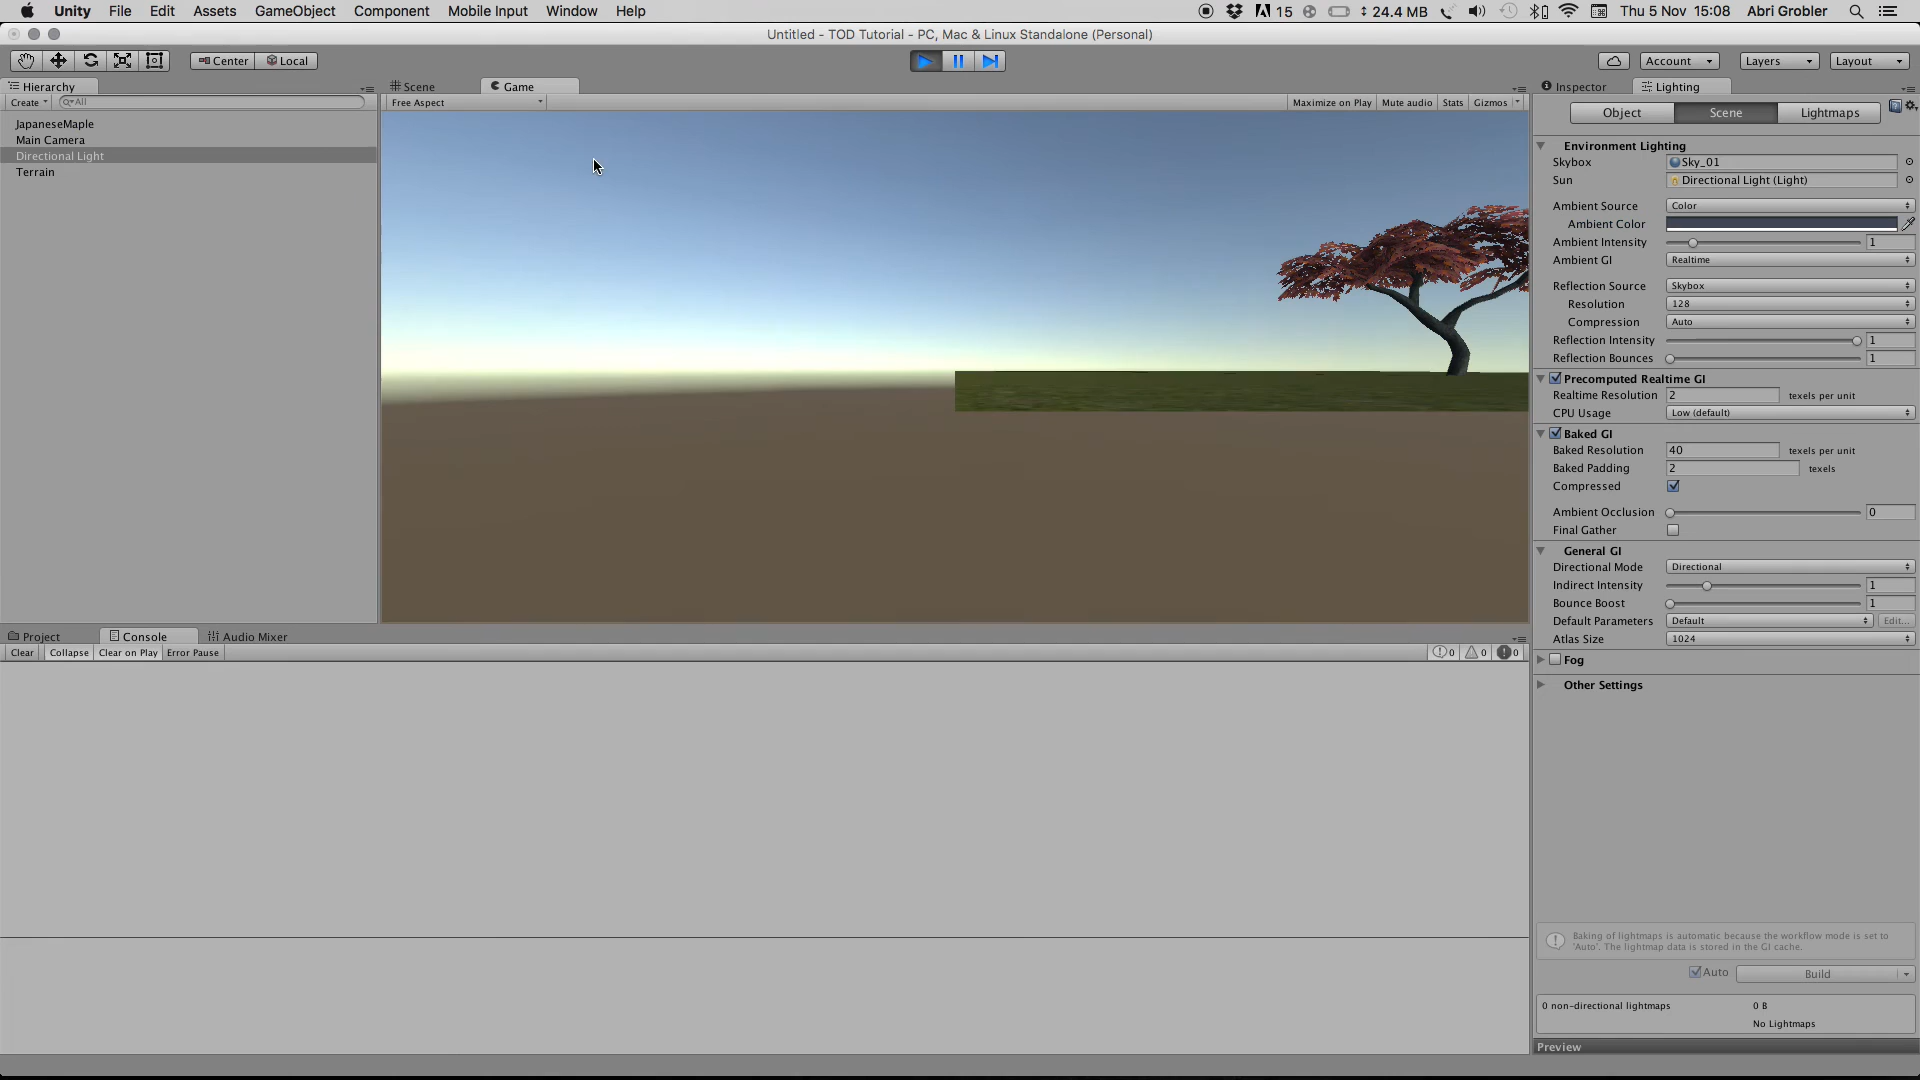 Unity File Edit Assets GameObject Component Mobile Input Window Help 15 24.4 MB Thu 5 Nov 15:08 Abri Grobler
Untitled - TOD Tutorial - PC, Mac & Linux Standalone (Personal)
Center Local Account Layers Layout
Hierarchy Scene Game Inspector Lighting
Create All Free Aspect Maximize on Play Mute audio Stats Gizmos
Object Scene Lightmaps
JapaneseMaple
Main Camera
Directional Light
Terrain
Environment Lighting
Skybox Sky_01
Sun Directional Light (Light)
Ambient Source Color
Ambient Color
Ambient Intensity 1
Ambient GI Realtime
Reflection Source Skybox
Resolution 128
Compression Auto
Reflection Intensity 1
Reflection Bounces 1
Precomputed Realtime GI
Realtime Resolution 2 texels per unit
CPU Usage Low (default)
Baked GI
Baked Resolution 40 texels per unit
Baked Padding 2 texels
Compressed
Ambient Occlusion 0
Final Gather
General GI
Directional Mode Directional
Indirect Intensity 1
Bounce Boost 1
Default Parameters Default Edit...
Atlas Size 1024
Fog
Other Settings
Project Console Audio Mixer
Clear Collapse Clear on Play Error Pause 0 0 0
Baking of lightmaps is automatic because the workflow mode is set to
'Auto'. The lightmap data is stored in the GI cache.
Auto Build
0 non-directional lightmaps 0 B
No Lightmaps
Preview